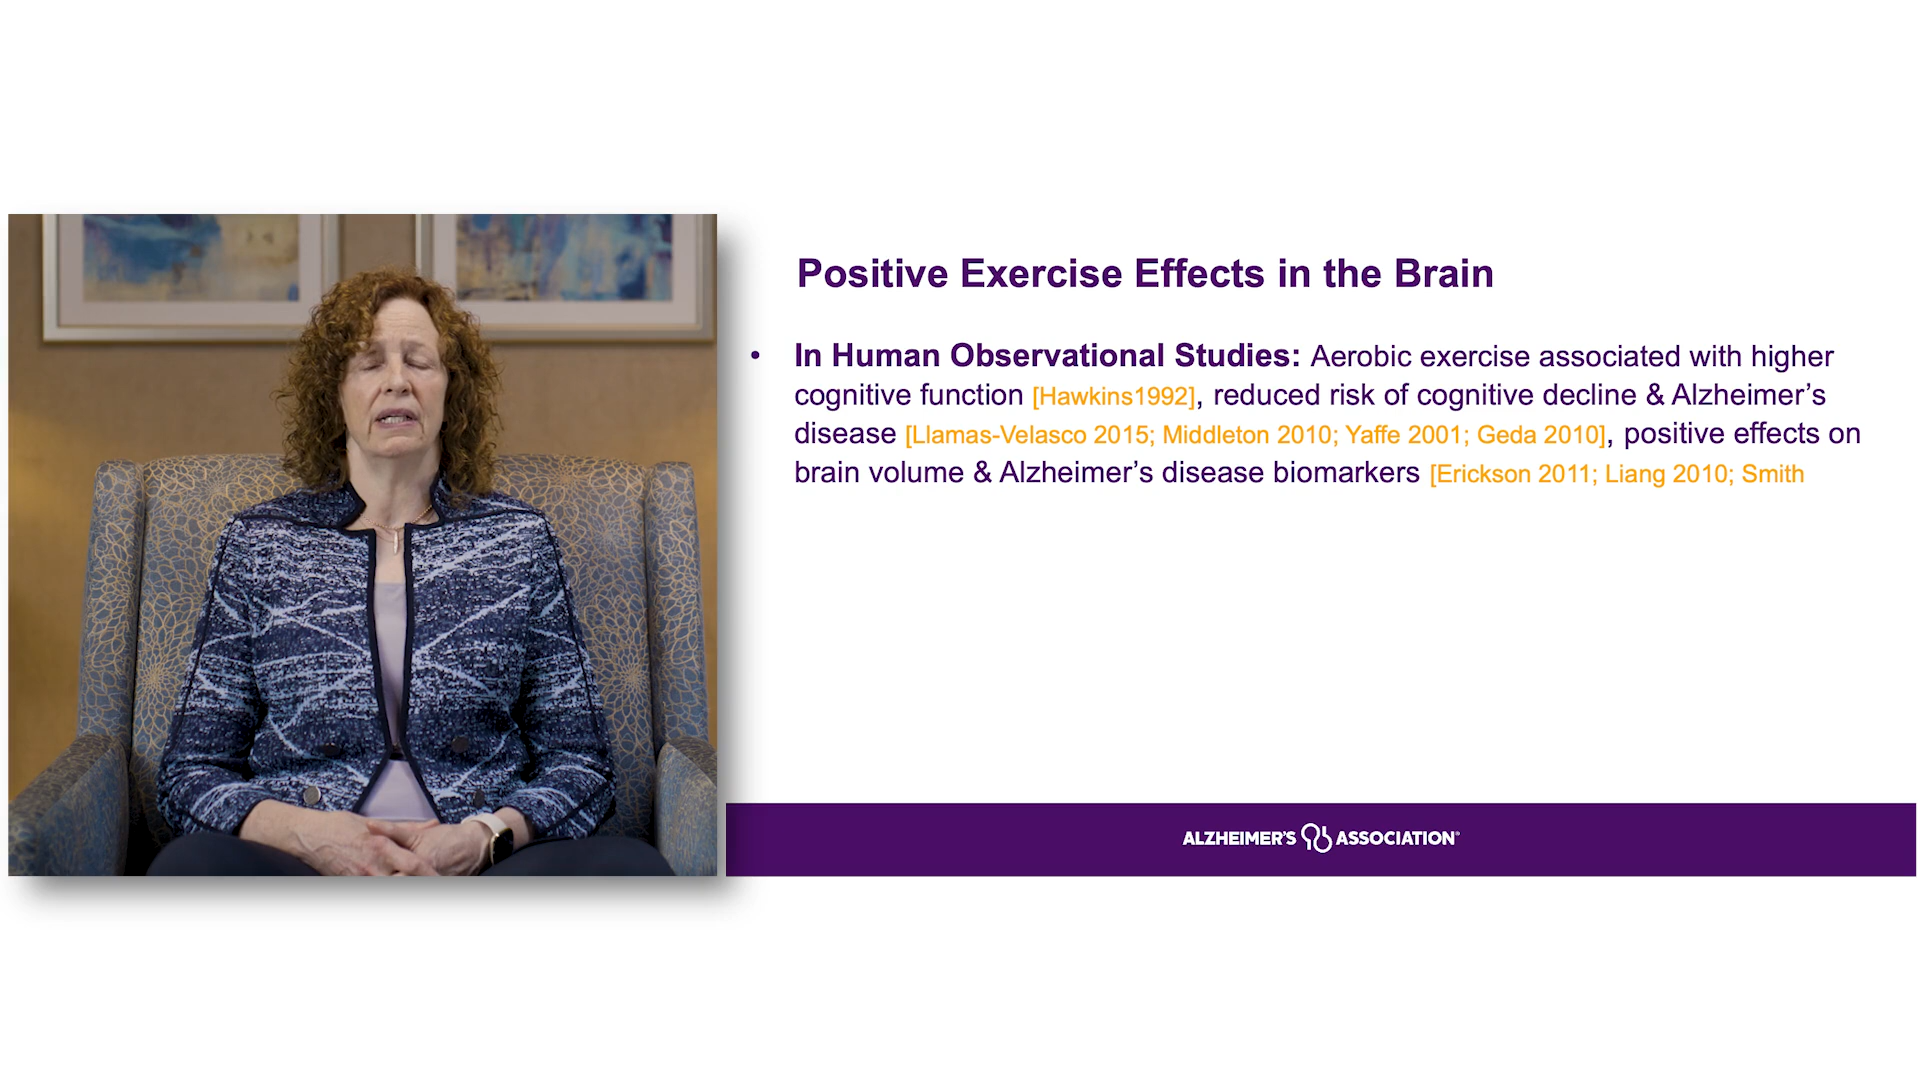 Positive Exercise Effects in the Brain
• In Human Observational Studies: Aerobic exercise associated with higher
cognitive function [Hawkins1992], reduced risk of cognitive decline & Alzheimer’s
disease [Llamas-Velasco 2015; Middleton 2010; Yaffe 2001; Geda 2010], positive effects on
brain volume & Alzheimer’s disease biomarkers [Erickson 2011; Liang 2010; Smith
ALZHEIMER’S ASSOCIATION®